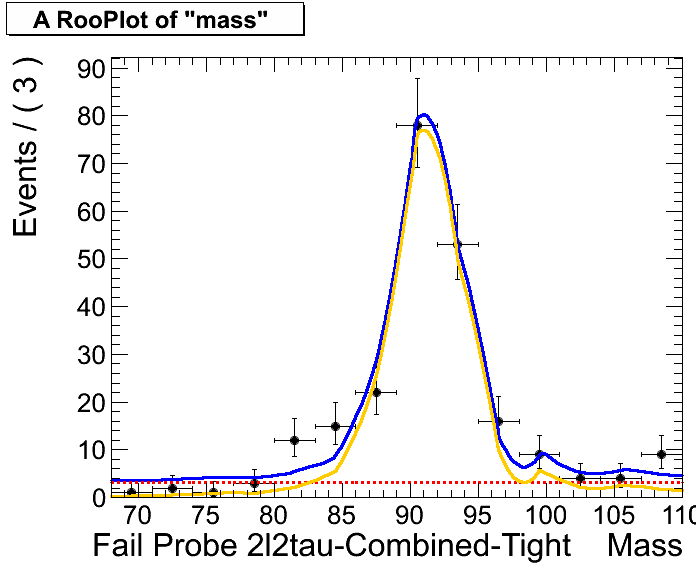 A RooPlot of "mass"
Events / ( 3 )
90
80
70
60
50
40
30
20
10
0
70 75 80 85 90 95 100 105 110
Fail Probe 2l2tau-Combined-Tight Mass